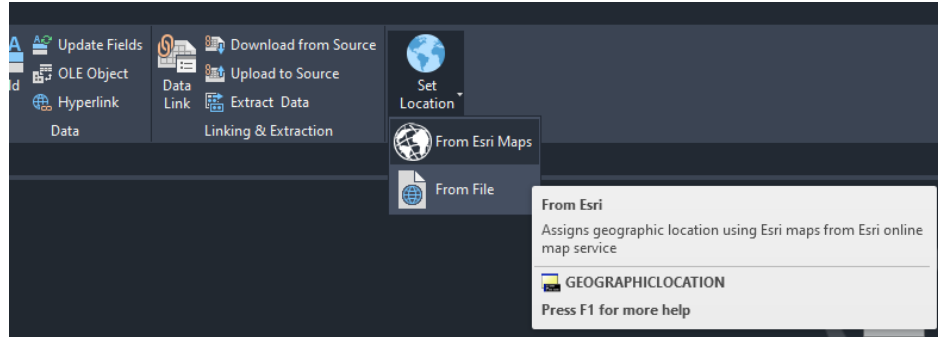 Update Fields
OLE Object
Hyperlink
Data
Data
Link
Download from Source
Upload to Source
Extract Data
Linking & Extraction
Set
Location
From Esri Maps
From File
From Esri
Assigns geographic location using Esri maps from Esri online
map service
GEOGRAPHICLOCATION
Press F1 for more help